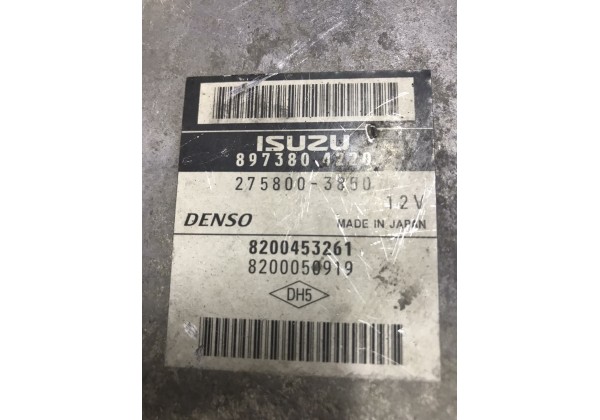 ISUZU
897380-4220
275800-3850
12V
DENSO MADE IN JAPAN
8200453261
8200050919
DH5